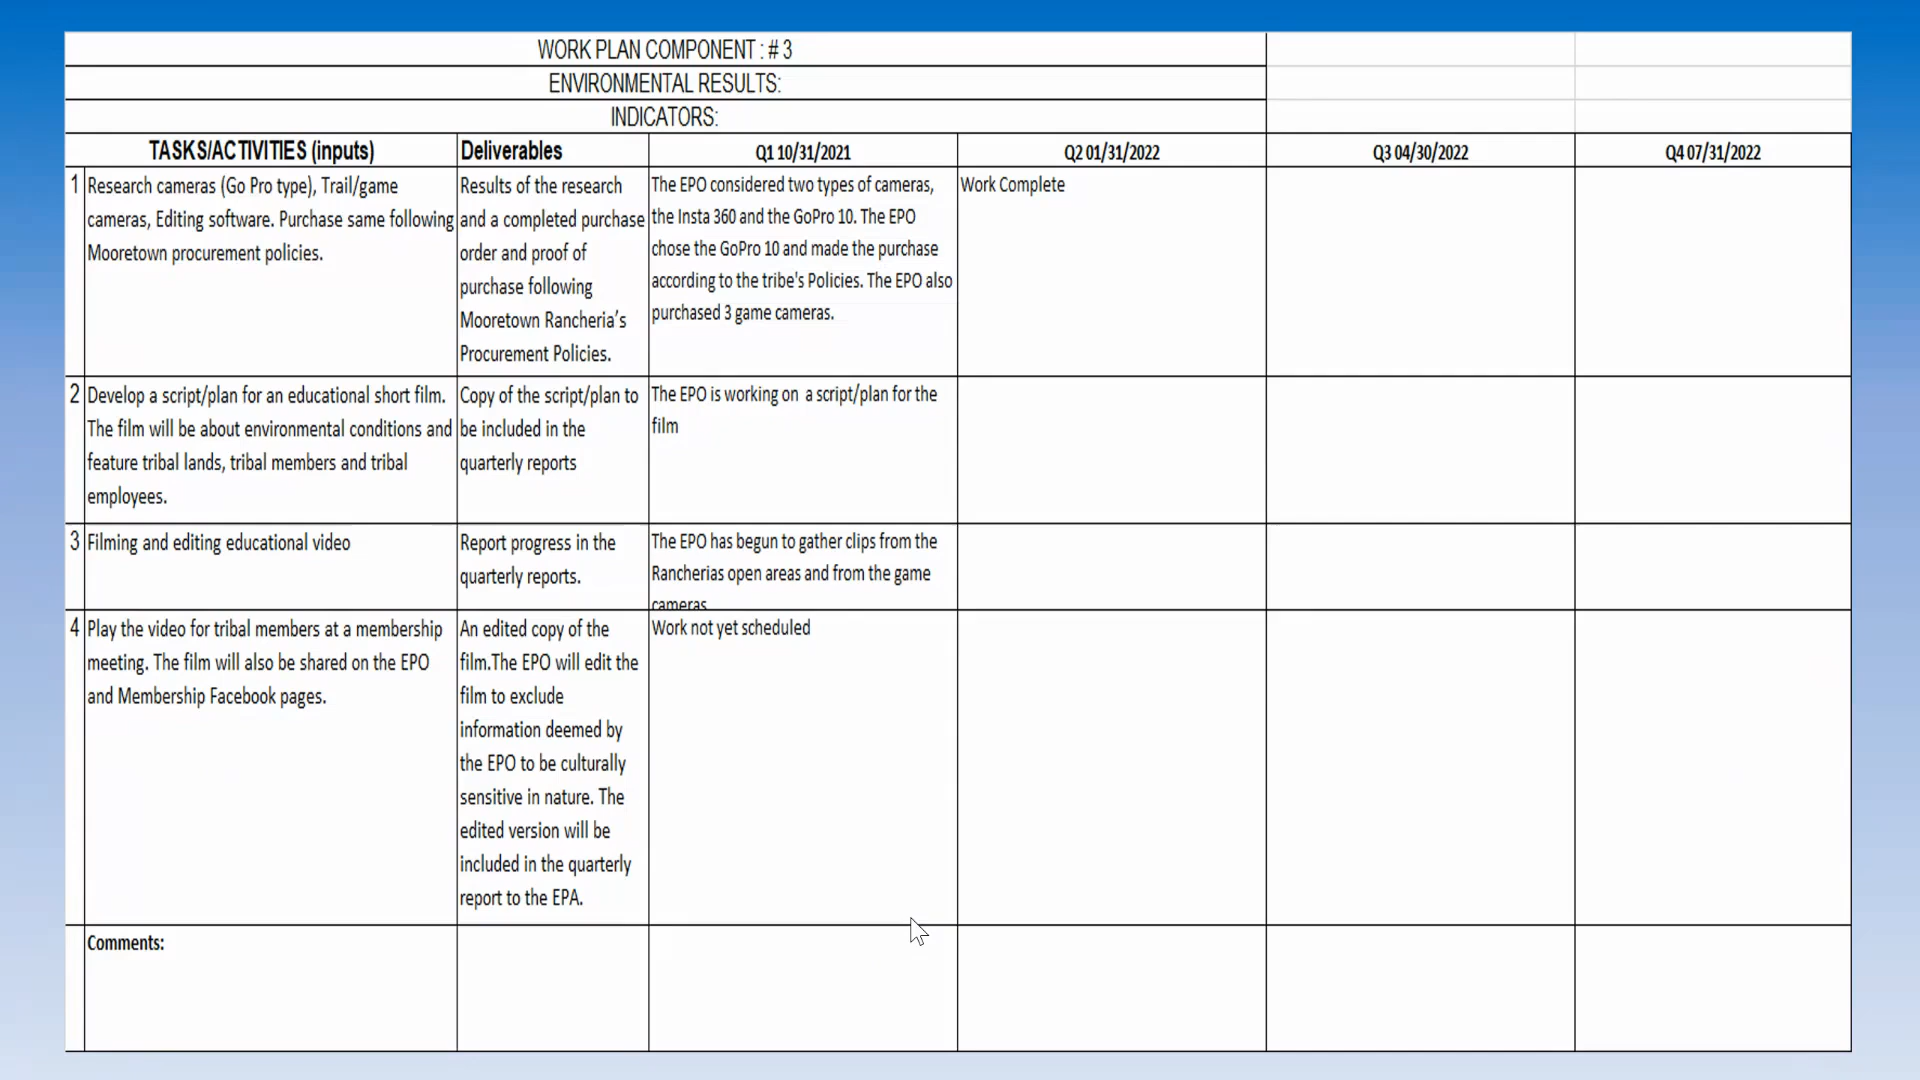 WORK PLAN COMPONENT : # 3
ENVIRONMENTAL RESULTS:
INDICATORS:
TASKS/ACTIVITIES (inputs)
Deliverables
Q1 10/31/2021
Q2 01/31/2022
Q3 04/30/2022
Q4 07/31/2022
1
Research cameras (Go Pro type), Trail/game
cameras, Editing software. Purchase same following
Mooretown procurement policies.
Results of the research
and a completed purchase
order and proof of
purchase following
Mooretown Rancheria’s
Procurement Policies.
The EPO considered two types of cameras,
the Insta 360 and the GoPro 10. The EPO
chose the GoPro 10 and made the purchase
according to the tribe's Policies. The EPO also
purchased 3 game cameras.
Work Complete
2
Develop a script/plan for an educational short film.
The film will be about environmental conditions and
feature tribal lands, tribal members and tribal
employees.
Copy of the script/plan to
be included in the
quarterly reports
The EPO is working on  a script/plan for the
film
3
Filming and editing educational video
Report progress in the
quarterly reports.
The EPO has begun to gather clips from the
Rancherias open areas and from the game
cameras
4
Play the video for tribal members at a membership
meeting. The film will also be shared on the EPO
and Membership Facebook pages.
An edited copy of the
film.The EPO will edit the
film to exclude
information deemed by
the EPO to be culturally
sensitive in nature. The
edited version will be
included in the quarterly
report to the EPA.
Work not yet scheduled
Comments: